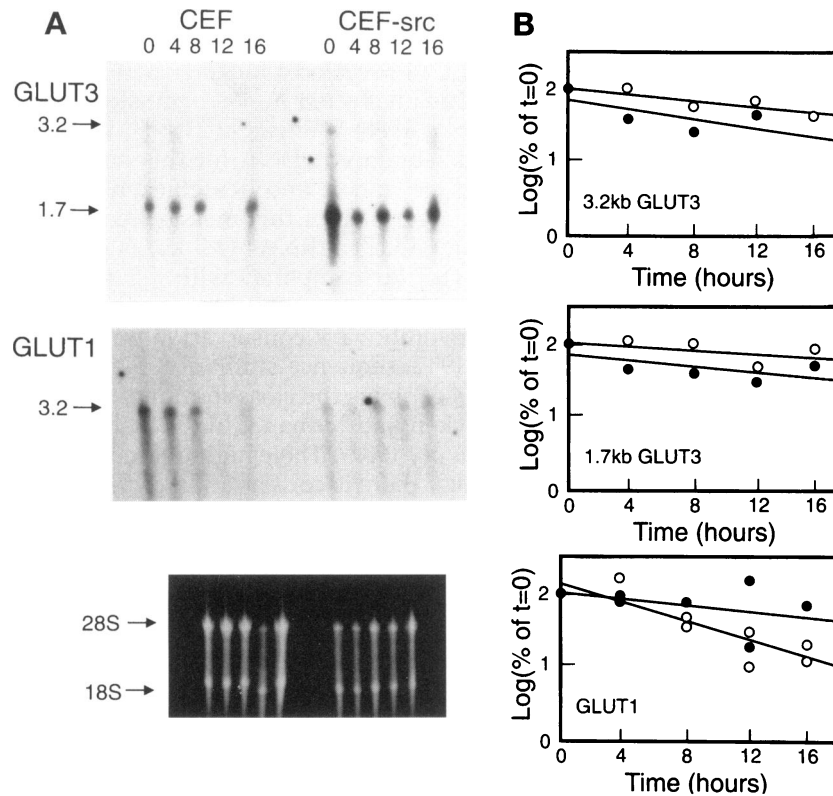 A
CEF
CEF-src
0 4 8 12 16
0 4 8 12 16
GLUT3
3.2
1.7
GLUT1
3.2
28S
18S
B
Log(% of t=0)
2
1
0
3.2kb GLUT3
0 4 8 12 16
Time (hours)
Log(% of t=0)
2
1
0
1.7kb GLUT3
0 4 8 12 16
Time (hours)
Log(% of t=0)
2
1
0
GLUT1
0 4 8 12 16
Time (hours)